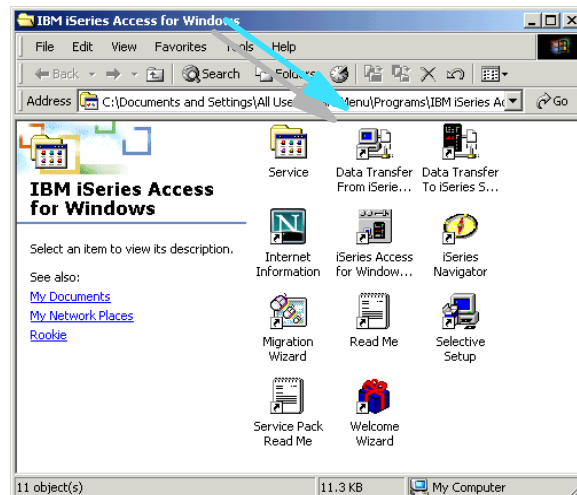 IBM iSeries Access for Windows
File Edit View Favorites Tools Help
Back Search Folders
Address C:\Documents and Settings\All Use Menu\Programs\IBM iSeries Ac Go
IBM iSeries Access
for Windows
Select an item to view its description.
See also:
My Documents
My Network Places
Rookie
Service
Data Transfer
From iSerie...
Data Transfer
To iSeries S...
Internet
Information
iSeries Access
for Window...
iSeries
Navigator
Migration
Wizard
Read Me
Selective
Setup
Service Pack
Read Me
Welcome
Wizard
11 object(s) 11.3 KB My Computer